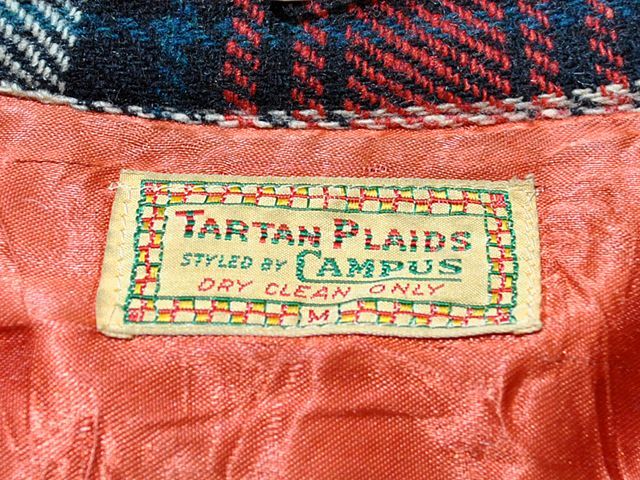 TARTAN PLAIDS
STYLED BY CAMPUS
DRY CLEAN ONLY
M